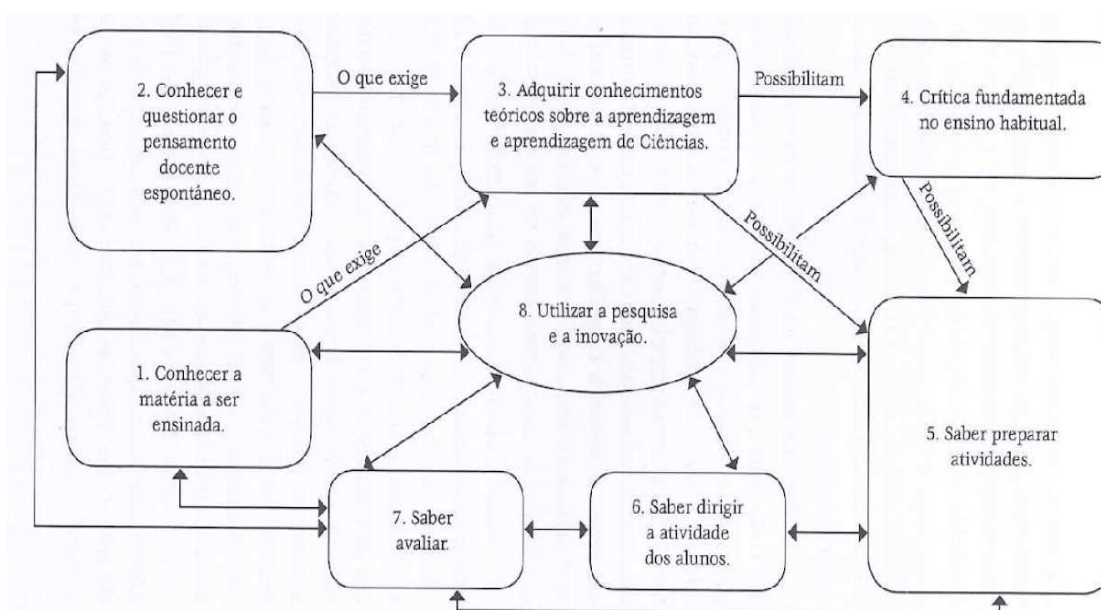 2. Conhecer e
questionar o
pensamento
docente
espontâneo.
O que exige
3. Adquirir conhecimentos
teóricos sobre a aprendizagem
e aprendizagem de Ciências.
Possibilitam
4. Crítica fundamentada
no ensino habitual.
Possibilitam
Possibilitam
O que exige
8. Utilizar a pesquisa
e a inovação.
1. Conhecer a
matéria a ser
ensinada.
5. Saber preparar
atividades.
7. Saber
avaliar.
6. Saber dirigir
a atividade
dos alunos.